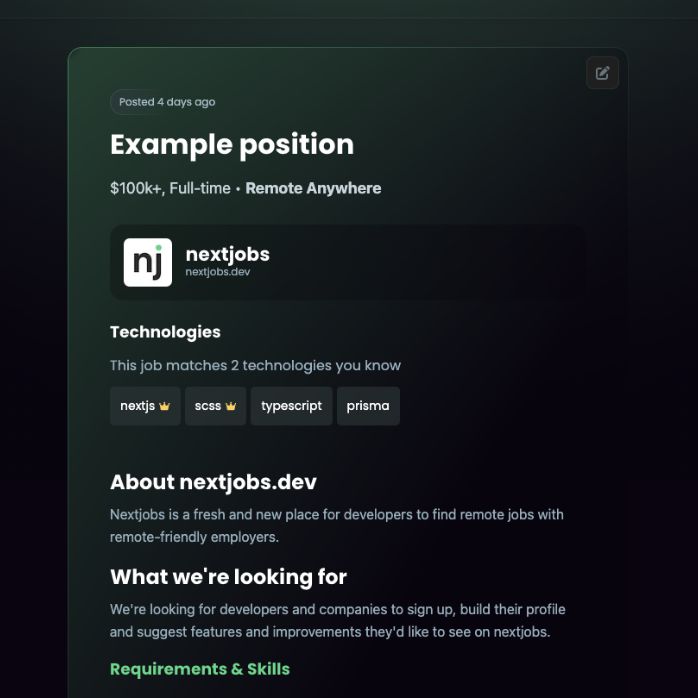 Posted 4 days ago
Example position
$100k+, Full-time • Remote Anywhere
nj
nextjobs
nextjobs.dev
Technologies
This job matches 2 technologies you know
nextjs scss typescript prisma
About nextjobs.dev
Nextjobs is a fresh and new place for developers to find remote jobs with
remote-friendly employers.
What we're looking for
We're looking for developers and companies to sign up, build their profile
and suggest features and improvements they'd like to see on nextjobs.
Requirements & Skills